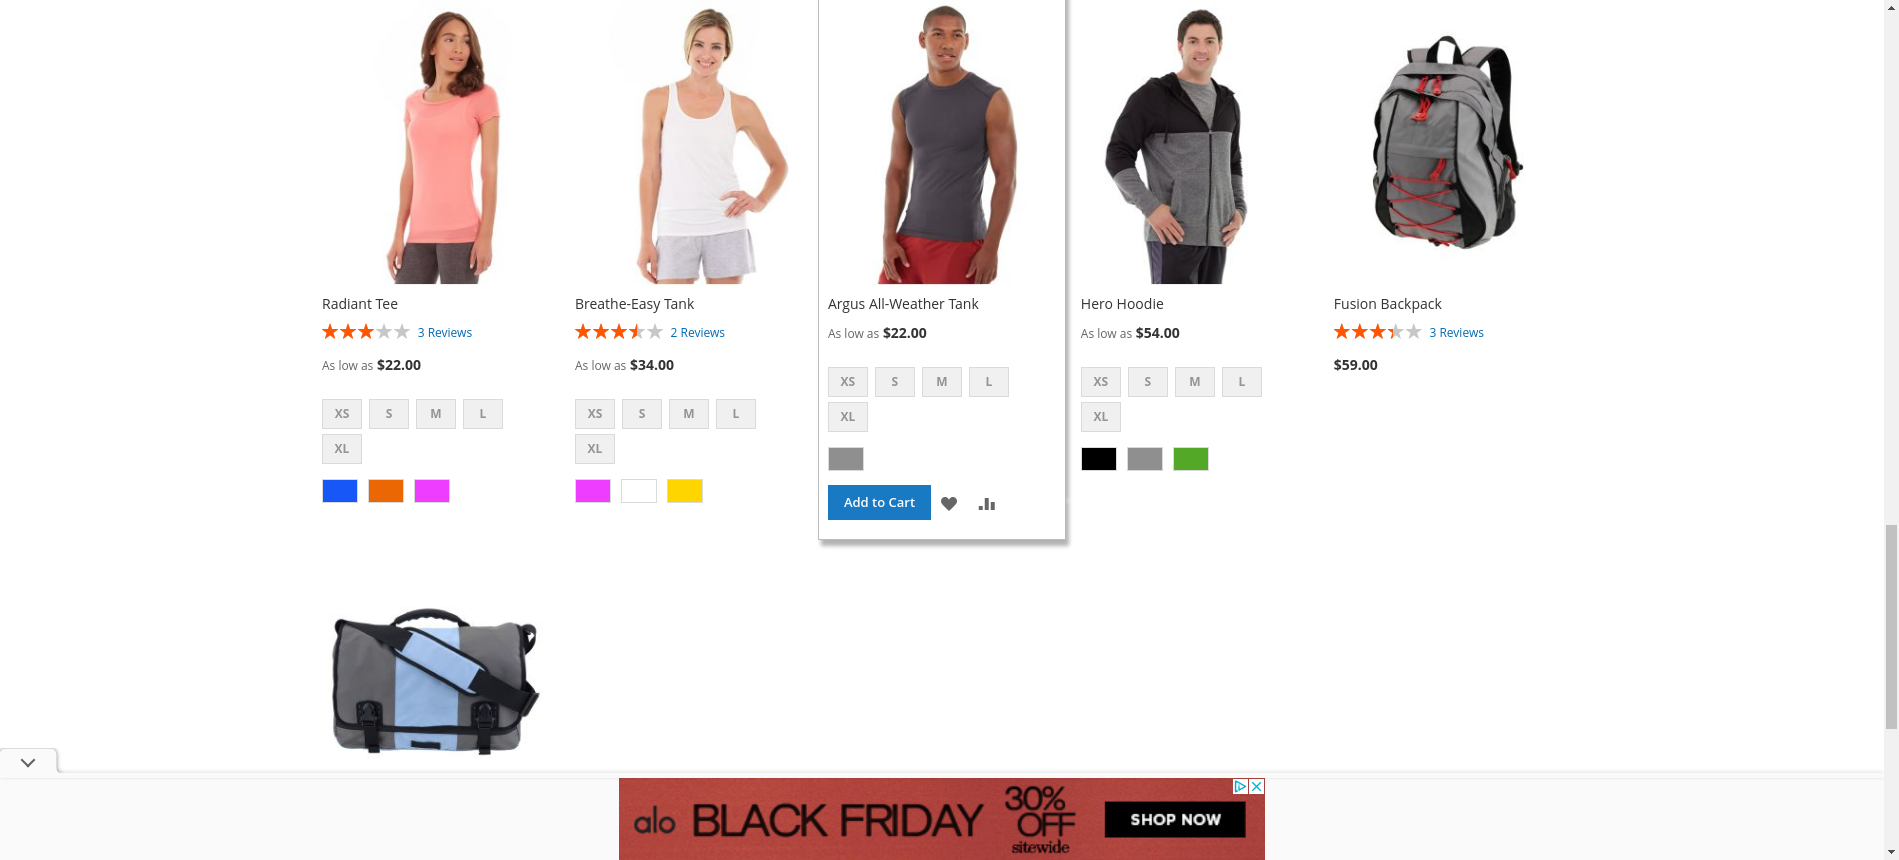 Radiant Tee
3 Reviews
As low as $22.00
XS S M L
XL
Breathe-Easy Tank
2 Reviews
As low as $34.00
XS S M L
XL
Argus All-Weather Tank
As low as $22.00
XS S M L
XL
Add to Cart
Hero Hoodie
As low as $54.00
XS S M L
XL
Fusion Backpack
3 Reviews
$59.00
alo BLACK FRIDAY
30%
OFF
sitewide
SHOP NOW